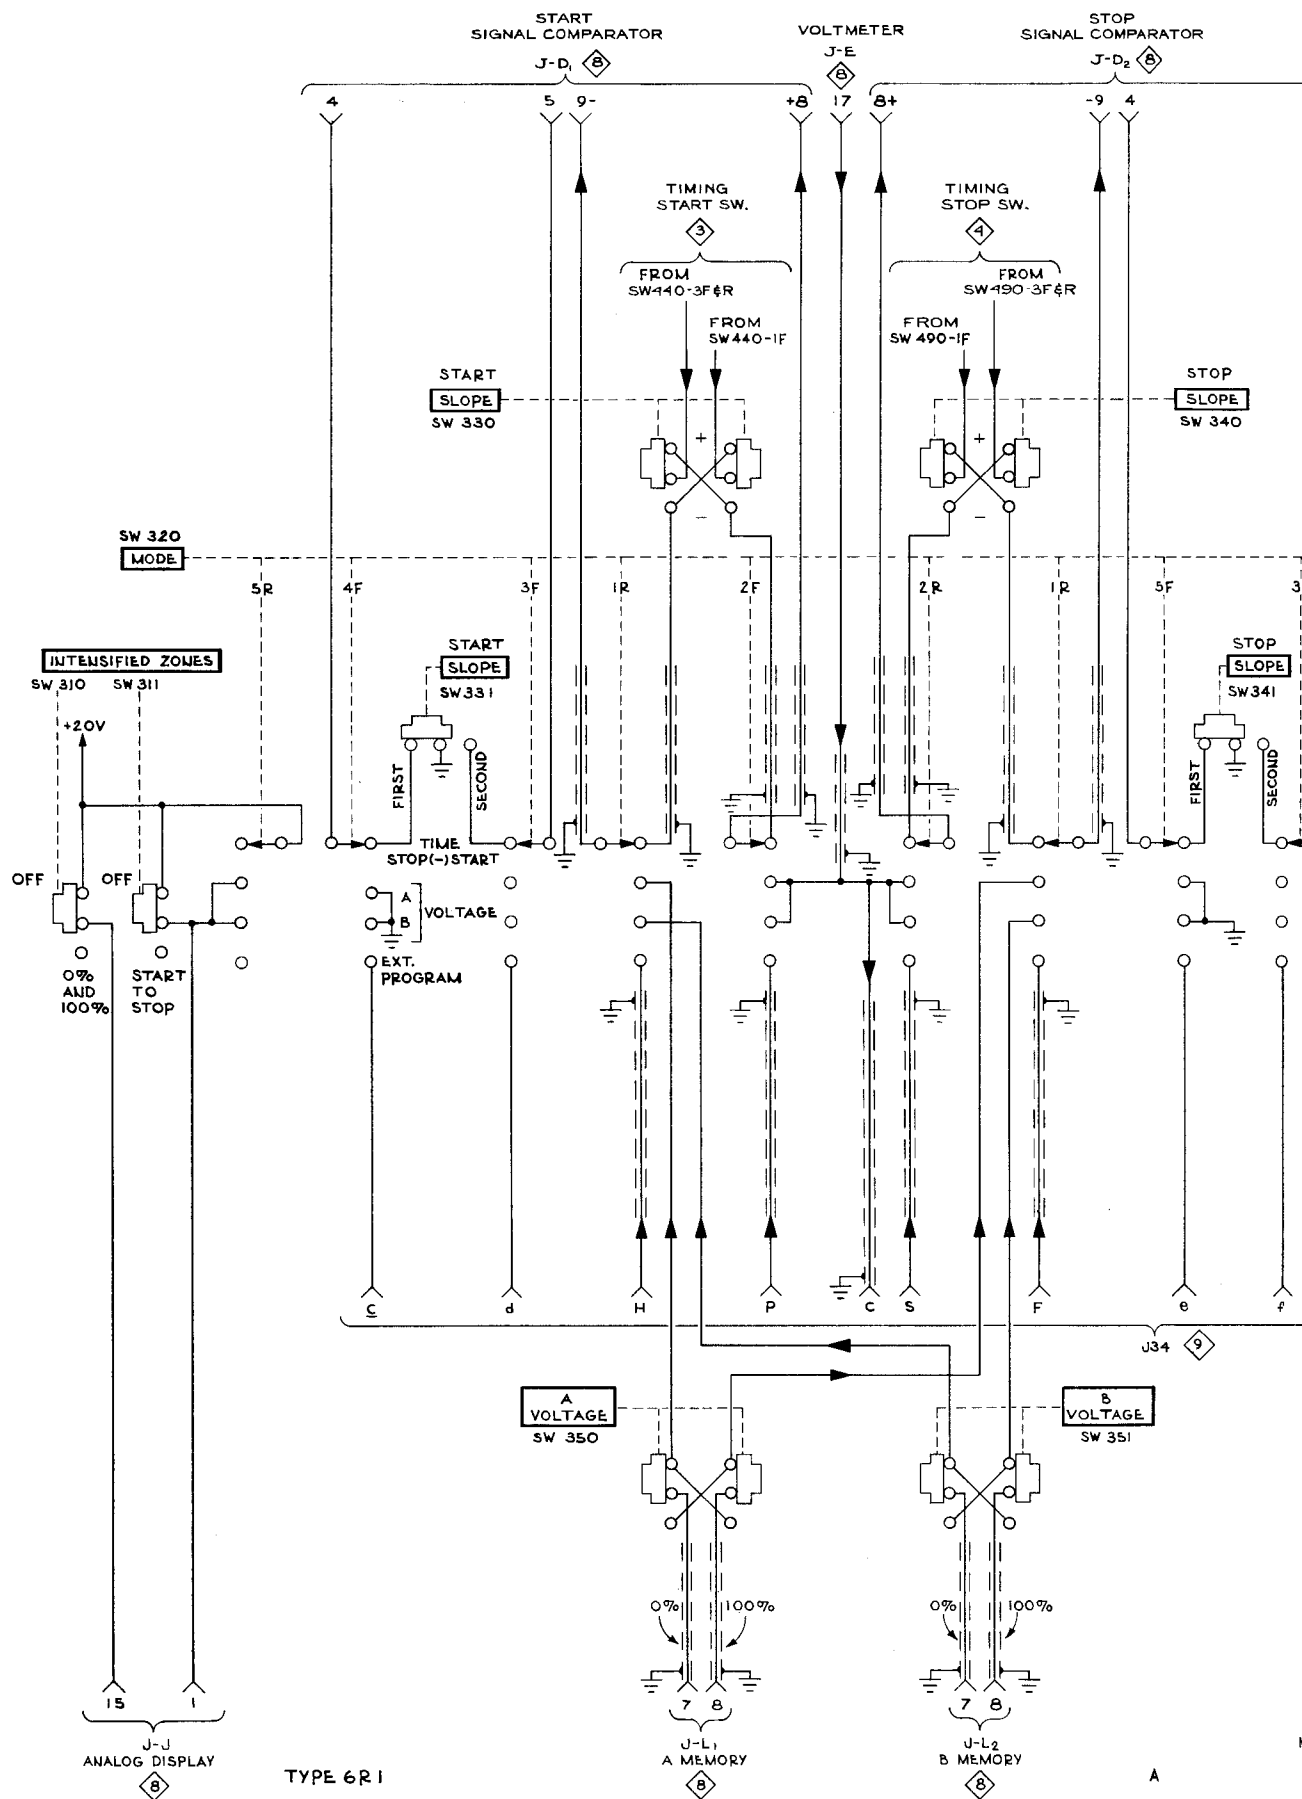 START
SIGNAL COMPARATOR
J-D₁ 8
VOLTMETER
J-E
8
STOP
SIGNAL COMPARATOR
J-D₂ 8
4 5 9- +8 17 8+ -9 4
TIMING
START SW.
3
TIMING
STOP SW.
4
FROM
SW440-3F&R
FROM
SW490-3F&R
FROM
SW440-1F
FROM
SW490-1F
START
SLOPE
SW 330
STOP
SLOPE
SW 340
+ +
- -
SW 320
MODE
5R 4F 3F 1R 2F 2R 1R 5F 3
INTENSIFIED ZONES
SW310 SW311
START
SLOPE
SW331
STOP
SLOPE
SW341
+20V
FIRST SECOND
FIRST SECOND
TIME
STOP(-)START
OFF OFF
A
B
VOLTAGE
EXT.
PROGRAM
0%
AND
100%
START
TO
STOP
c d H P C S F e f
J34 9
A
VOLTAGE
SW 350
B
VOLTAGE
SW 351
0% 100%
0% 100%
15 1
7 8
7 8
J-J
ANALOG DISPLAY
8
J-L₁
A MEMORY
8
J-L₂
B MEMORY
8
TYPE 6R1
A